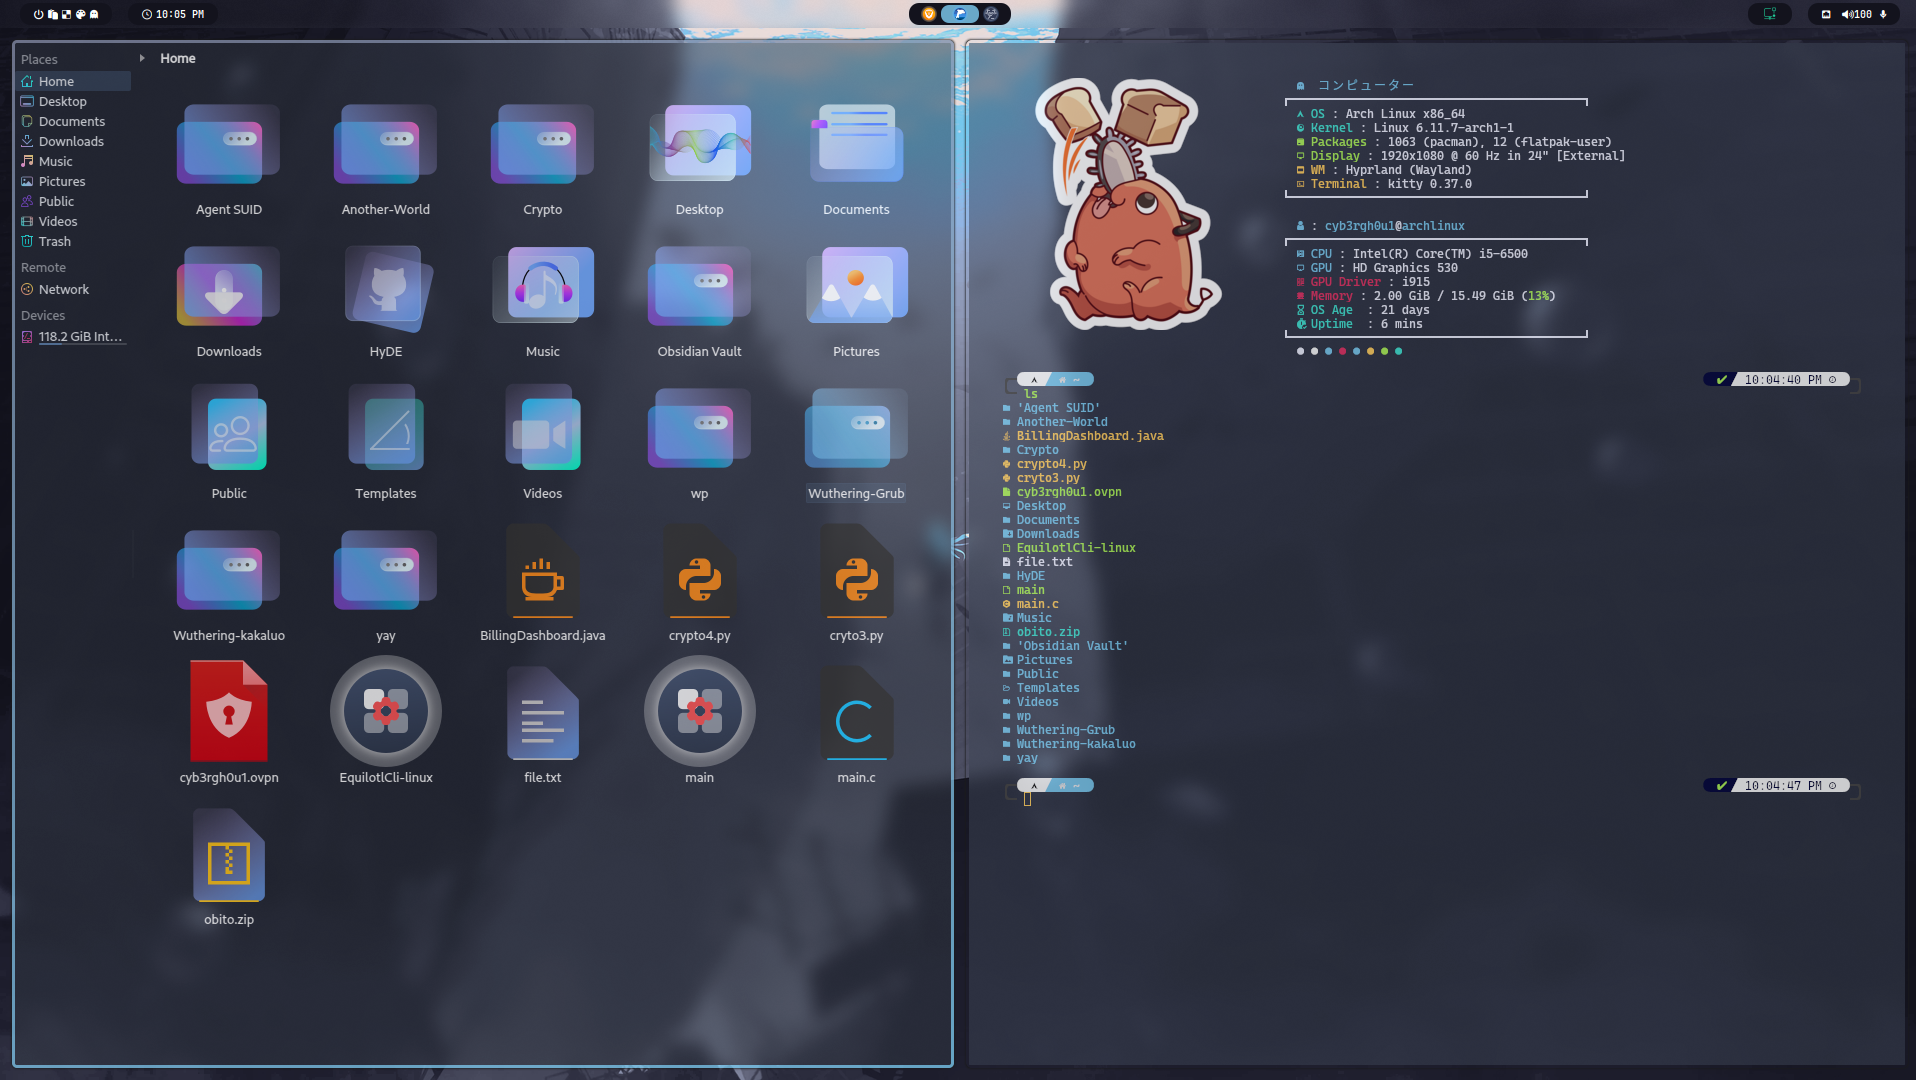 10:05 PM
100
Places
Home
Desktop
Documents
Downloads
Music
Pictures
Public
Videos
Trash
Remote
Network
Devices
118.2 GiB Int...
Home
Agent SUID
Another-World
Crypto
Desktop
Documents
Downloads
HyDE
Music
Obsidian Vault
Pictures
Public
Templates
Videos
wp
Wuthering-Grub
Wuthering-kakaluo
yay
BillingDashboard.java
crypto4.py
cryto3.py
cyb3rgh0u1.ovpn
EquilotlCli-linux
file.txt
main
main.c
obito.zip
コンピューター
OS : Arch Linux x86_64
Kernel : Linux 6.11.7-arch1-1
Packages : 1063 (pacman), 12 (flatpak-user)
Display : 1920x1080 @ 60 Hz in 24" [External]
WM : Hyprland (Wayland)
Terminal : kitty 0.37.0
: cyb3rgh0u1@archlinux
CPU : Intel(R) Core(TM) i5-6500
GPU : HD Graphics 530
GPU Driver : i915
Memory : 2.00 GiB / 15.49 GiB (13%)
OS Age : 21 days
Uptime : 6 mins
~ ✔ 10:04:40 PM
ls
'Agent SUID'
Another-World
BillingDashboard.java
Crypto
crypto4.py
cryto3.py
cyb3rgh0u1.ovpn
Desktop
Documents
Downloads
EquilotlCli-linux
file.txt
HyDE
main
main.c
Music
obito.zip
'Obsidian Vault'
Pictures
Public
Templates
Videos
wp
Wuthering-Grub
Wuthering-kakaluo
yay
~ ✔ 10:04:47 PM